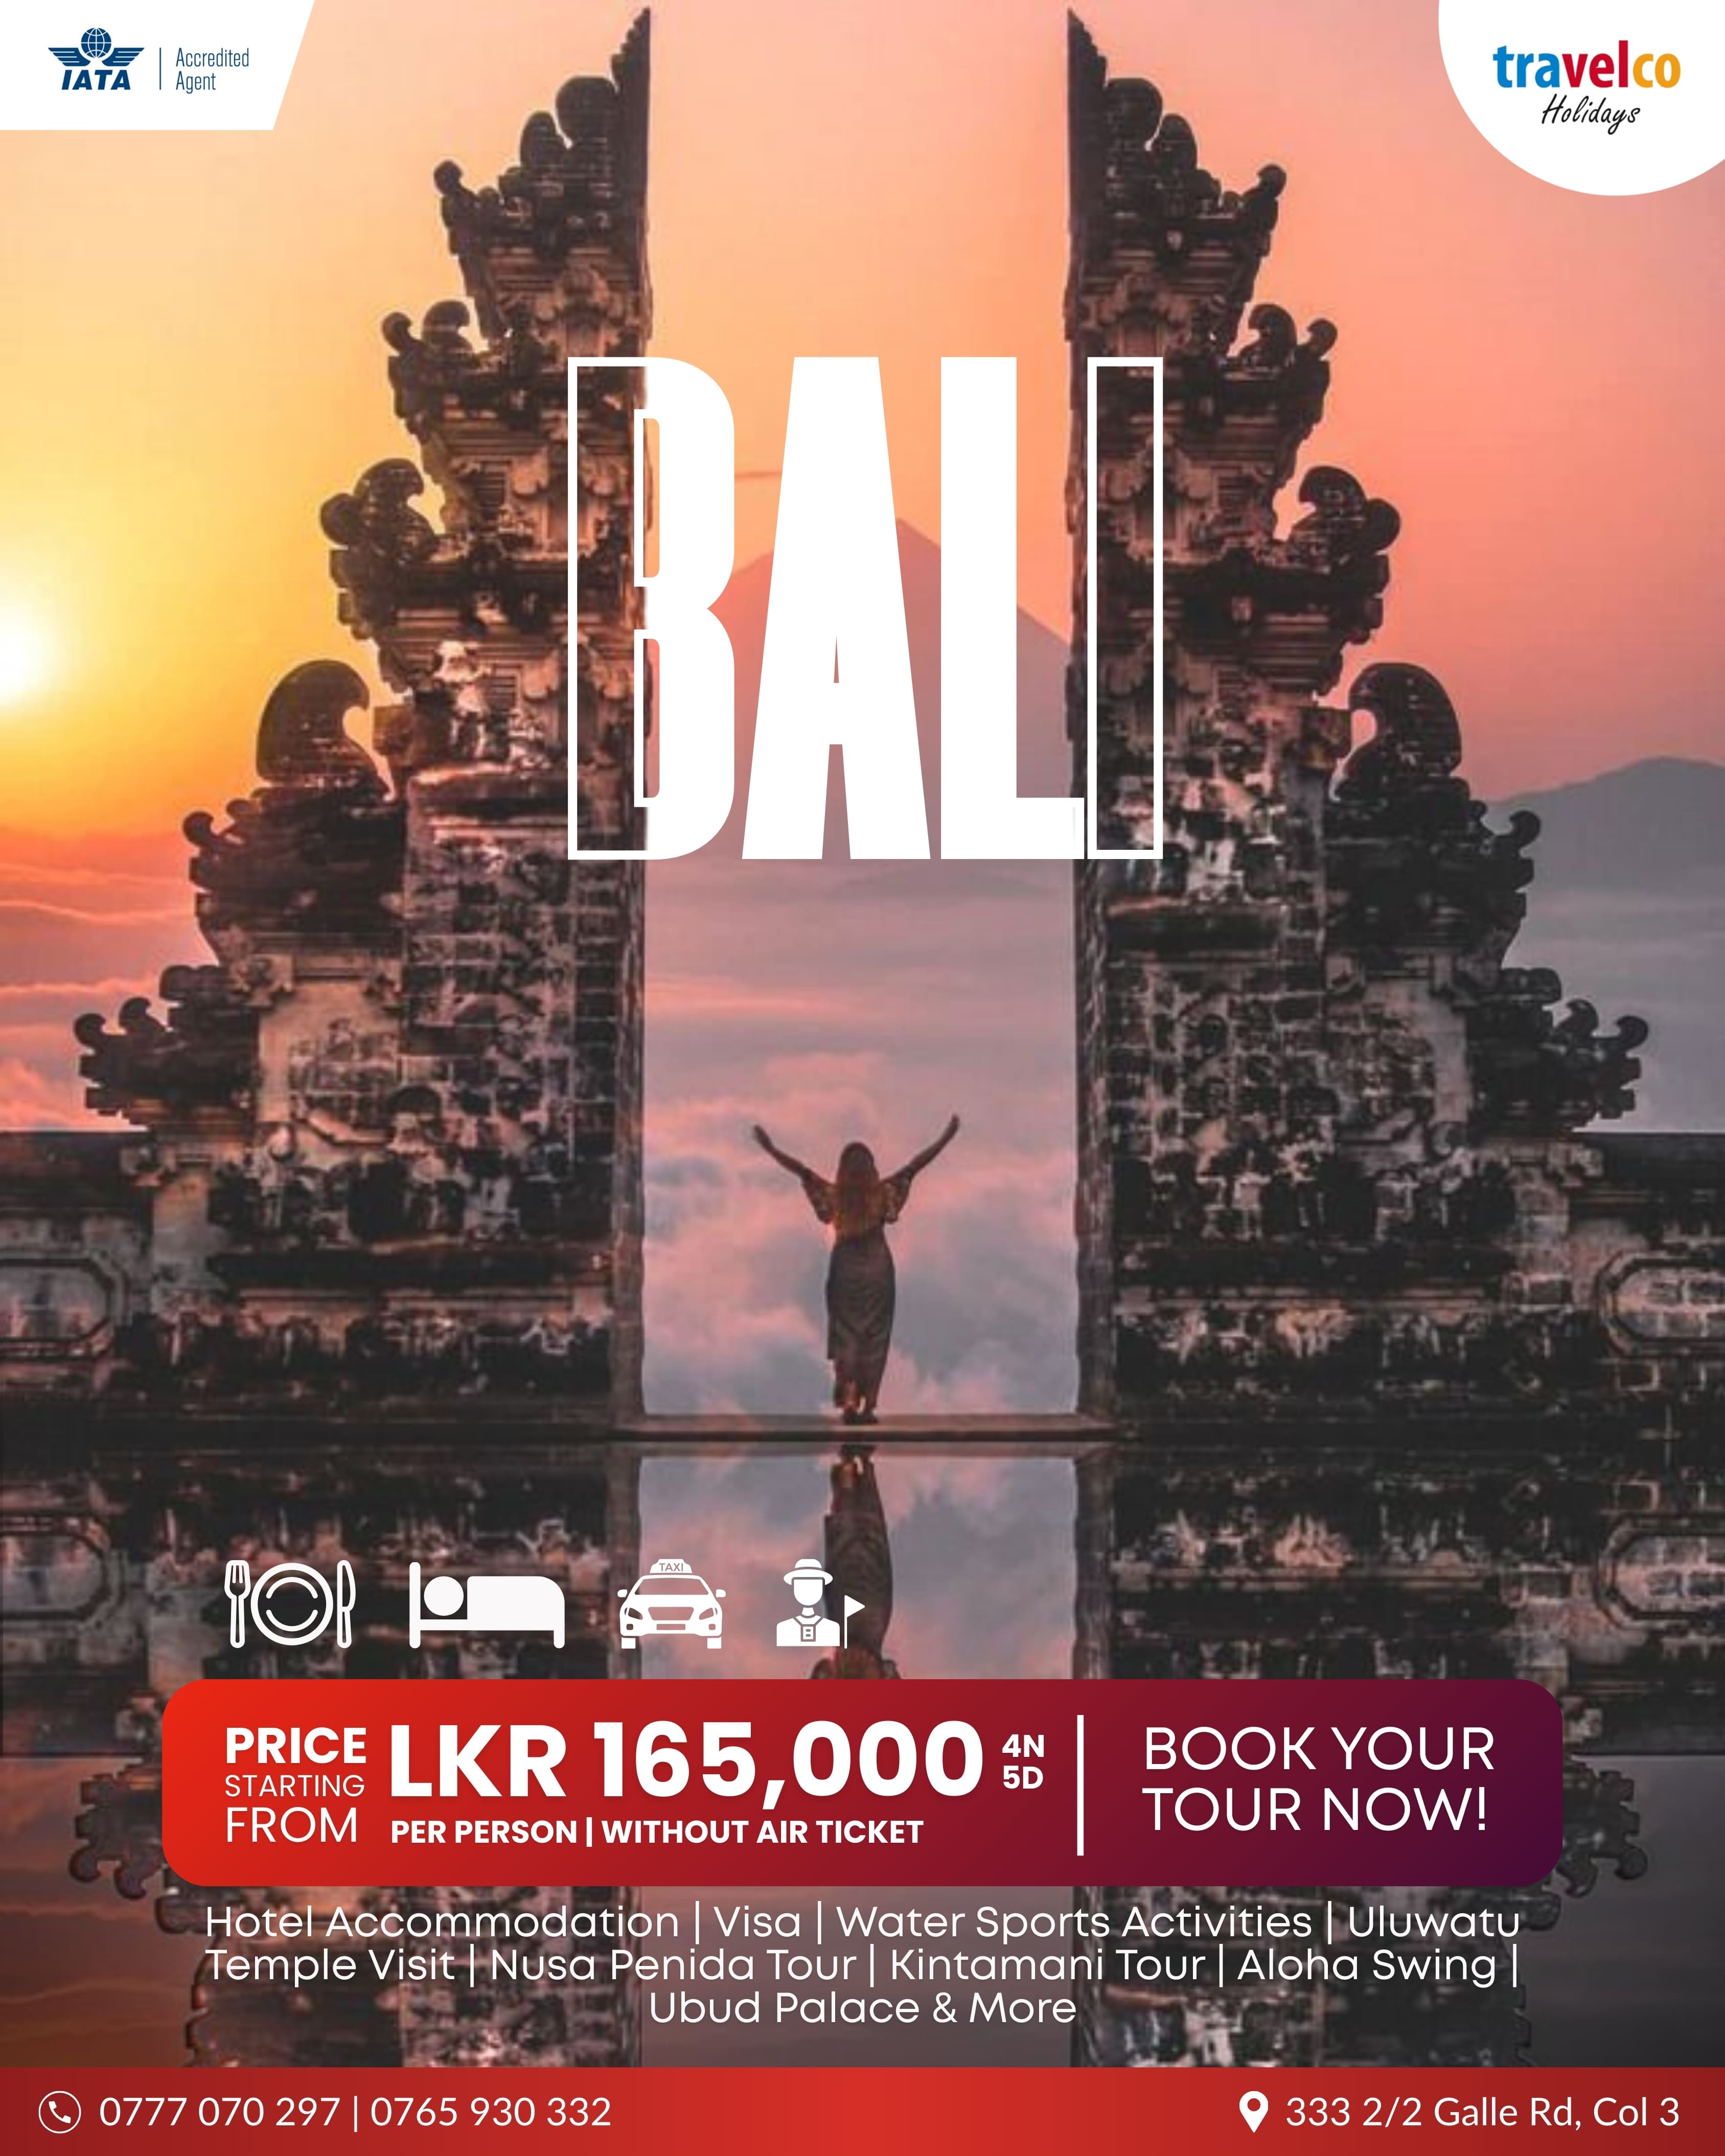 IATA
Accredited
Agent
travelco
Holidays
BALI
TAXI
PRICE
STARTING
FROM
LKR 165,000
4N
5D
PER PERSON | WITHOUT AIR TICKET
BOOK YOUR
TOUR NOW!
Hotel Accommodation | Visa | Water Sports Activities | Uluwatu
Temple Visit | Nusa Penida Tour | Kintamani Tour | Aloha Swing |
Ubud Palace & More
0777 070 297 | 0765 930 332
333 2/2 Galle Rd, Col 3